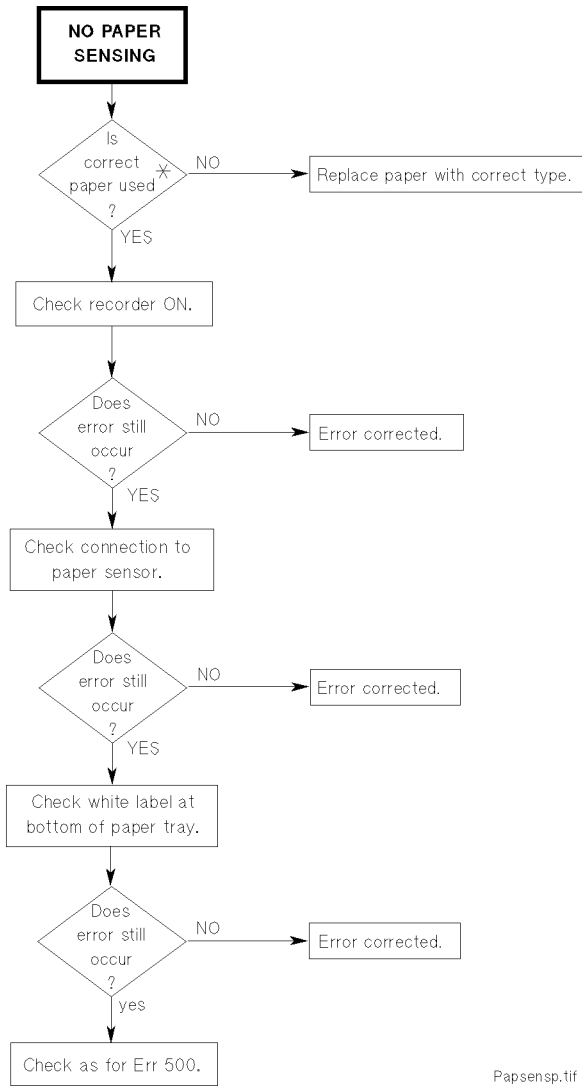 NO PAPER
SENSING
Is
correct
paper used*
?
NO
Replace paper with correct type.
YES
Check recorder ON.
Does
error still
occur
?
NO
Error corrected.
YES
Check connection to
paper sensor.
Does
error still
occur
?
NO
Error corrected.
YES
Check white label at
bottom of paper tray.
Does
error still
occur
?
NO
Error corrected.
yes
Check as for Err 500.
Papsensp.tif